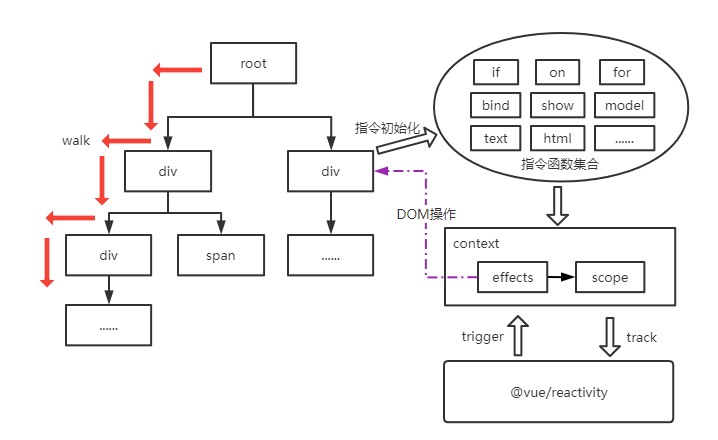 root
if
on
for
bind
show
model
text
html
......
指令函数集合
指令初始化
walk
div
div
div
span
......
......
DOM操作
context
effects
scope
trigger
track
@vue/reactivity